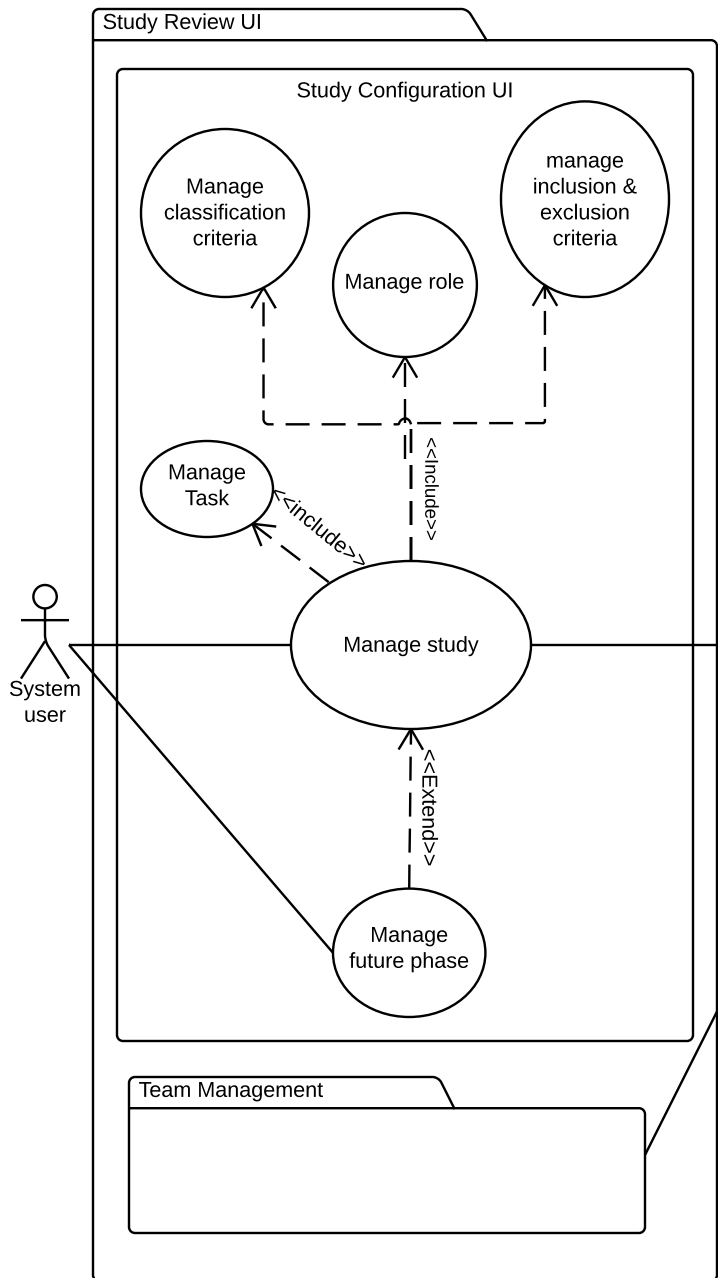 Study Review UI
Study Configuration UI
Manage
classification
criteria
manage
inclusion &
exclusion
criteria
Manage role
<<Include>>
Manage
Task
<<include>>
Manage study
System
user
<<Extend>>
Manage
future phase
Team Management